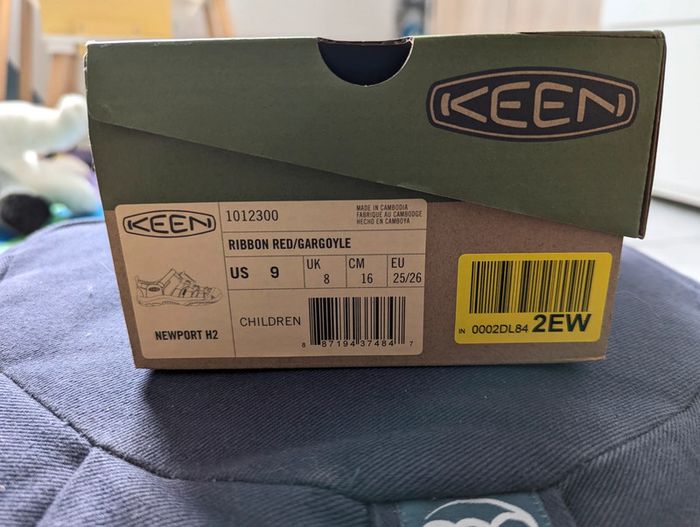 KEEN
KEEN
1012300
MADE IN CAMBODIA
FABRIQUÉ AU CAMBODGE
HECHO EN CAMBOYA
RIBBON RED/GARGOYLE
US 9
UK 8
CM 16
EU 25/26
NEWPORT H2
CHILDREN
8 87194 37484 7
IN 0002DL84 2EW